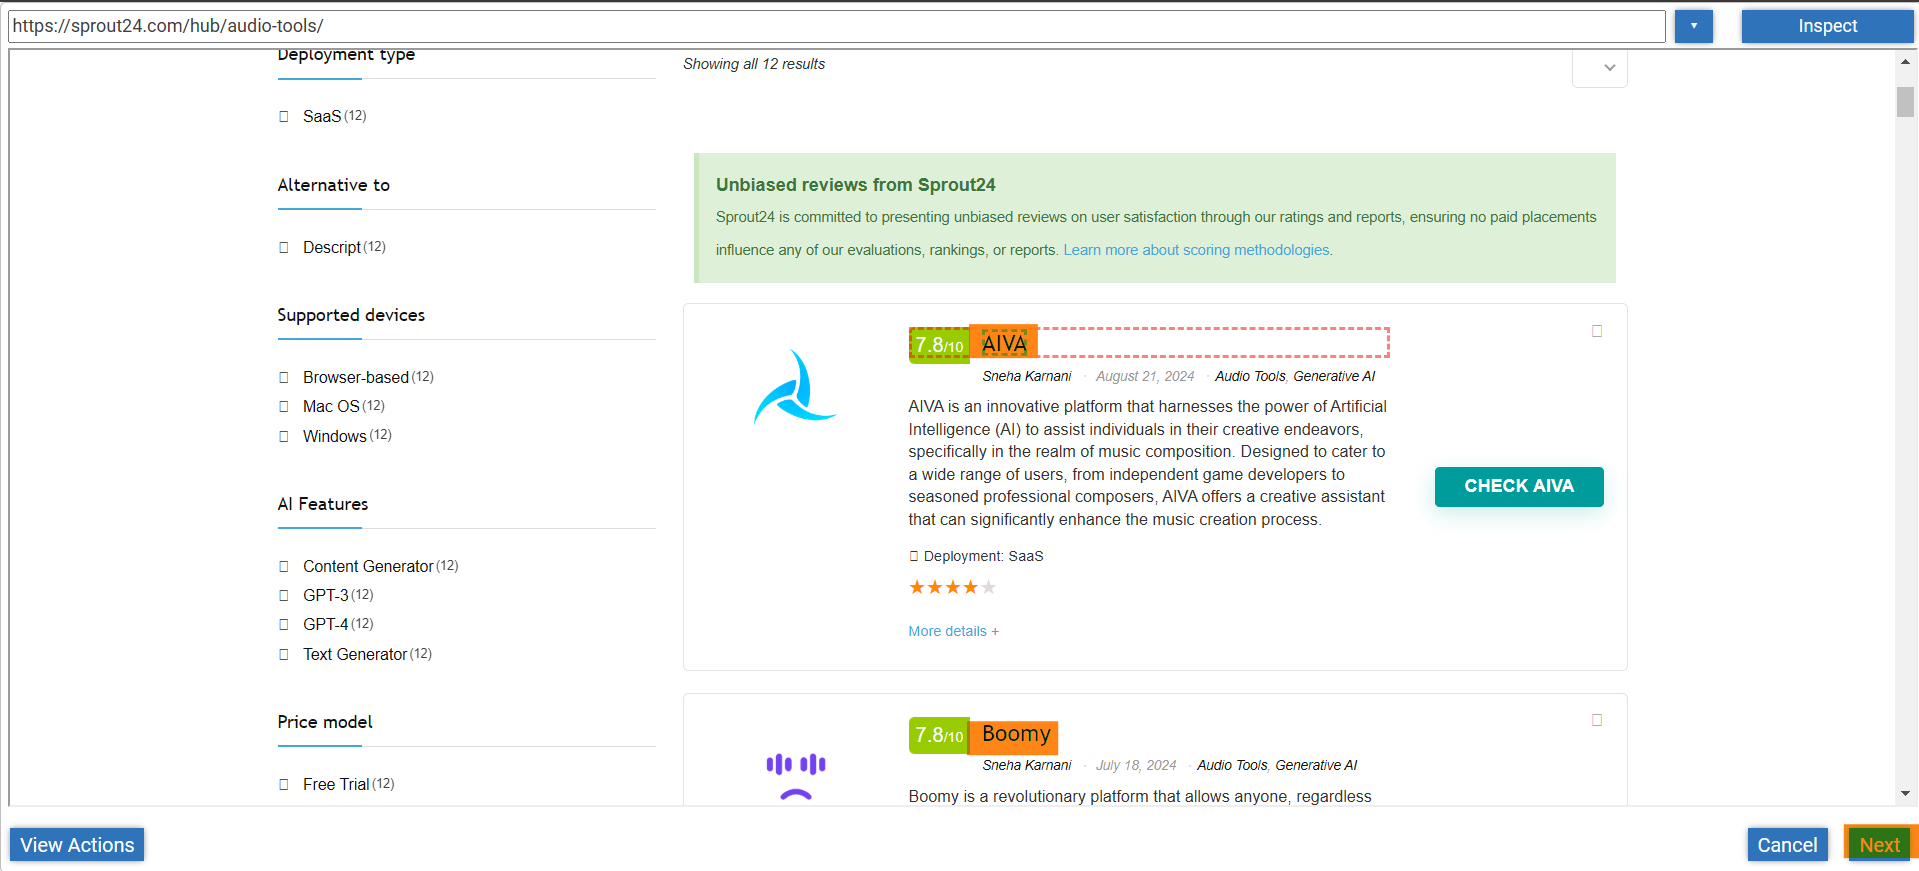 https://sprout24.com/hub/audio-tools/
Inspect
Deployment type
SaaS (12)
Alternative to
Descript (12)
Supported devices
Browser-based (12)
Mac OS (12)
Windows (12)
AI Features
Content Generator (12)
GPT-3 (12)
GPT-4 (12)
Text Generator (12)
Price model
Free Trial (12)
Showing all 12 results
Unbiased reviews from Sprout24
Sprout24 is committed to presenting unbiased reviews on user satisfaction through our ratings and reports, ensuring no paid placements
influence any of our evaluations, rankings, or reports. Learn more about scoring methodologies.
7.8/10 AIVA
Sneha Karnani · August 21, 2024 · Audio Tools, Generative AI
AIVA is an innovative platform that harnesses the power of Artificial
Intelligence (AI) to assist individuals in their creative endeavors,
specifically in the realm of music composition. Designed to cater to
a wide range of users, from independent game developers to
seasoned professional composers, AIVA offers a creative assistant
that can significantly enhance the music creation process.
Deployment: SaaS
More details +
CHECK AIVA
7.8/10 Boomy
Sneha Karnani · July 18, 2024 · Audio Tools, Generative AI
Boomy is a revolutionary platform that allows anyone, regardless
View Actions
Cancel
Next